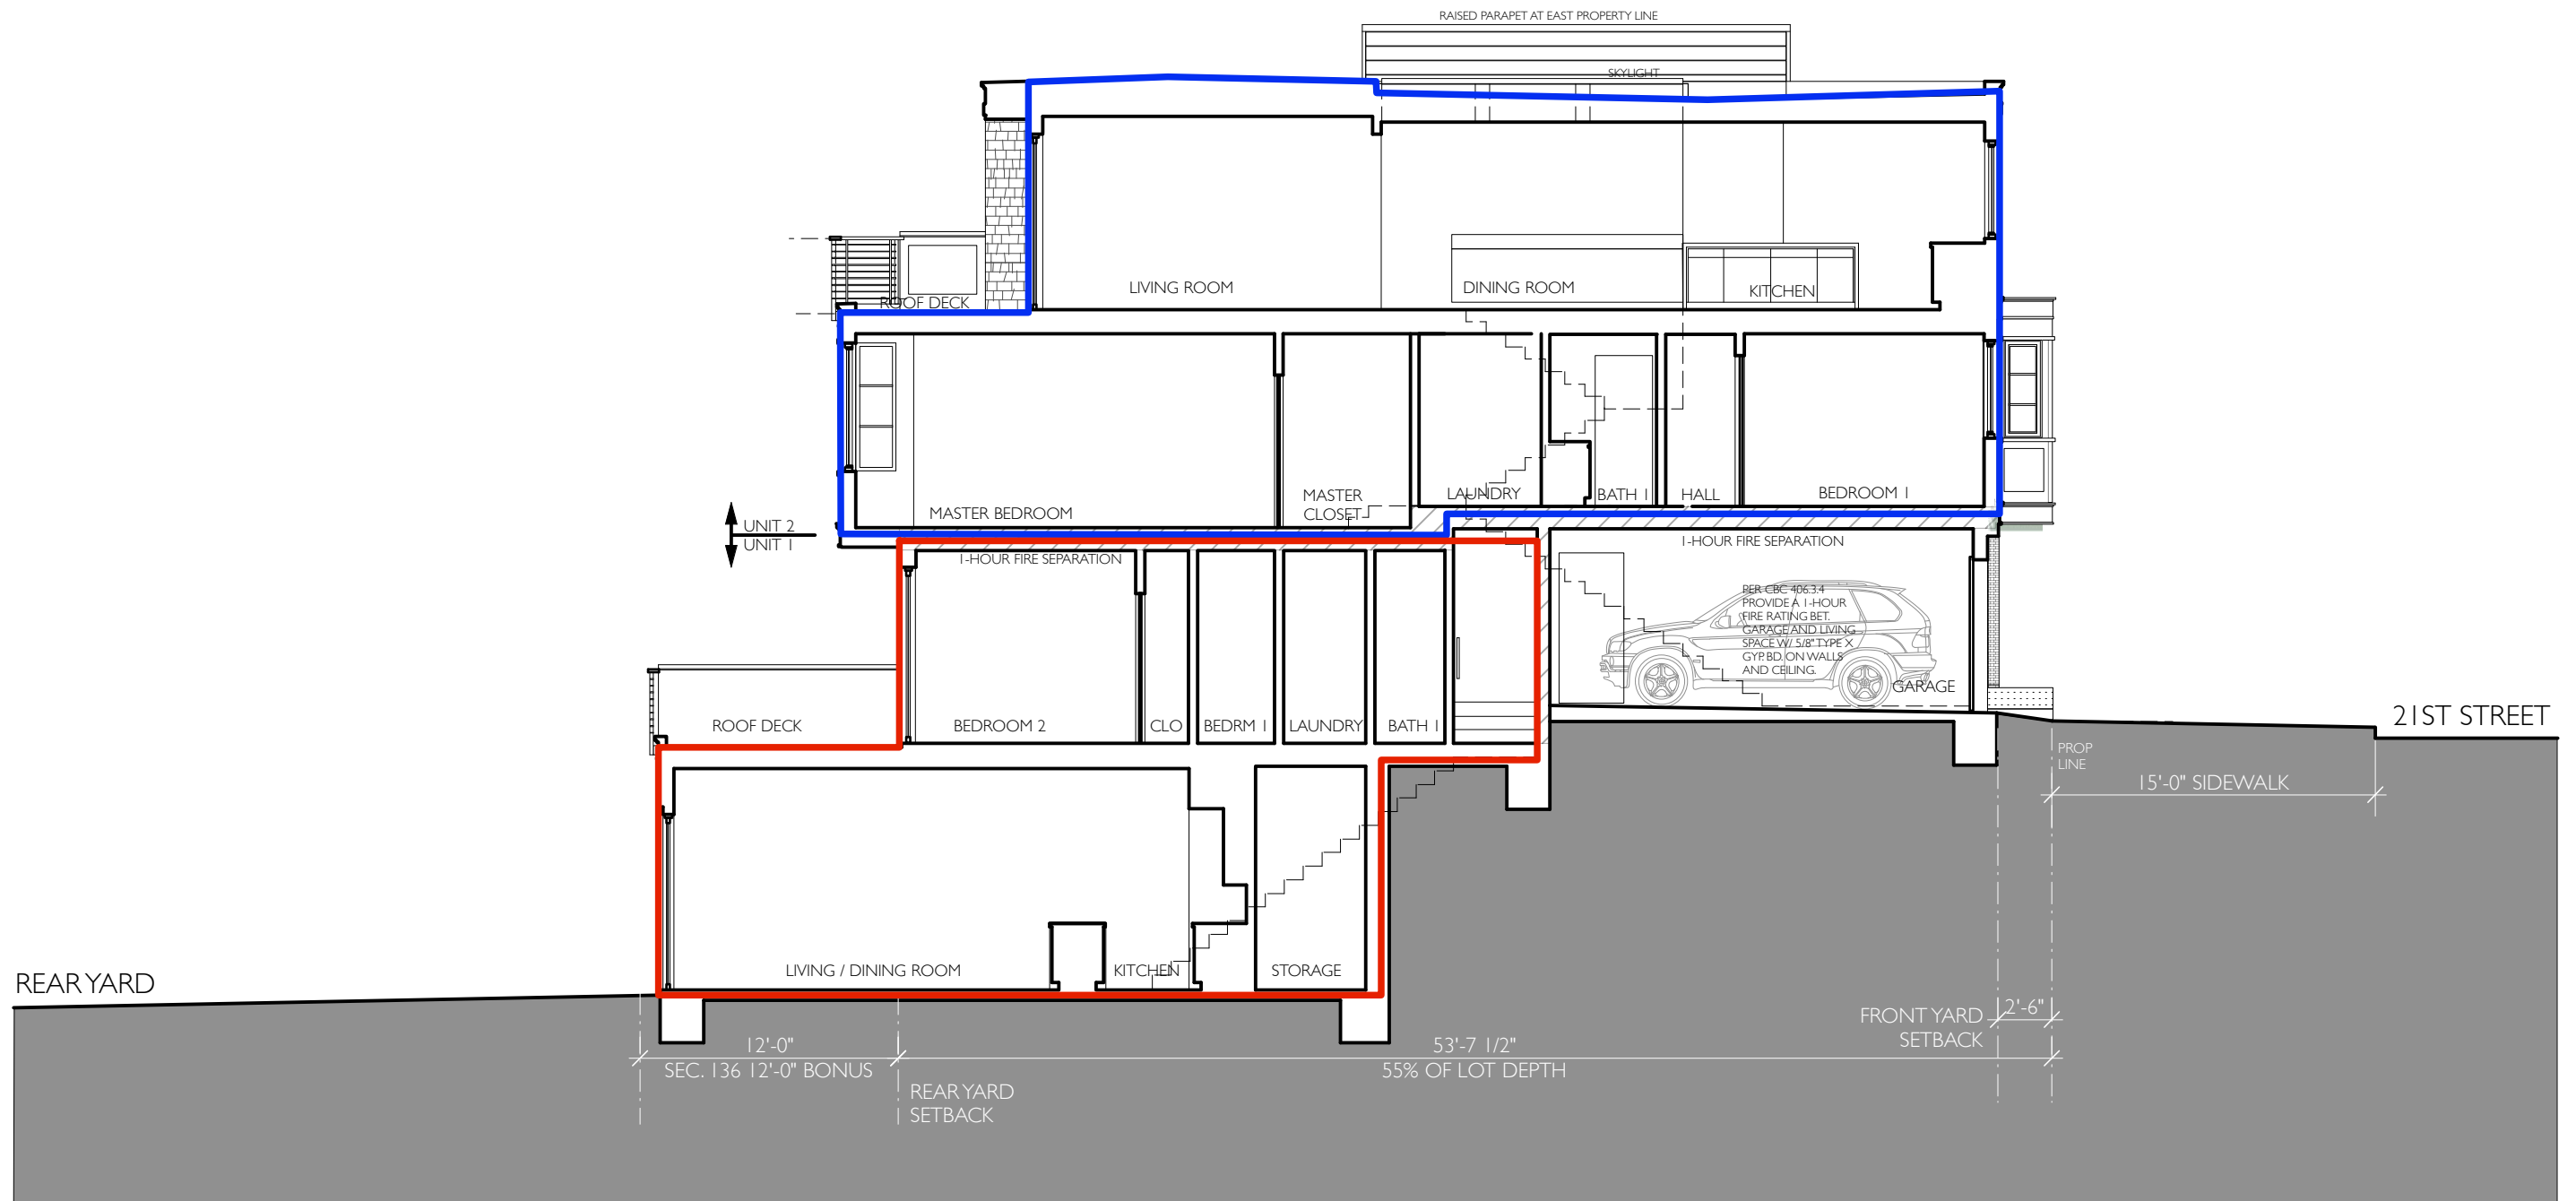 RAISED PARAPET AT EAST PROPERTY LINE
SKYLIGHT
LIVING ROOM
DINING ROOM
KITCHEN
ROOF DECK
MASTER BEDROOM
MASTER
CLOSET
LAUNDRY
BATH 1
HALL
BEDROOM 1
UNIT 2
UNIT 1
1-HOUR FIRE SEPARATION
1-HOUR FIRE SEPARATION
PER CBC 406.3.4
PROVIDE A 1-HOUR
FIRE RATING BET.
GARAGE AND LIVING
SPACE W/ 5/8" TYPE X
GYP. BD. ON WALLS
AND CEILING.
GARAGE
ROOF DECK
BEDROOM 2
CLO
BEDRM 1
LAUNDRY
BATH 1
21ST STREET
PROP
LINE
15'-0" SIDEWALK
LIVING / DINING ROOM
KITCHEN
STORAGE
REAR YARD
FRONT YARD
SETBACK
2'-6"
12'-0"
SEC. 136 12'-0" BONUS
53'-7 1/2"
55% OF LOT DEPTH
REAR YARD
SETBACK